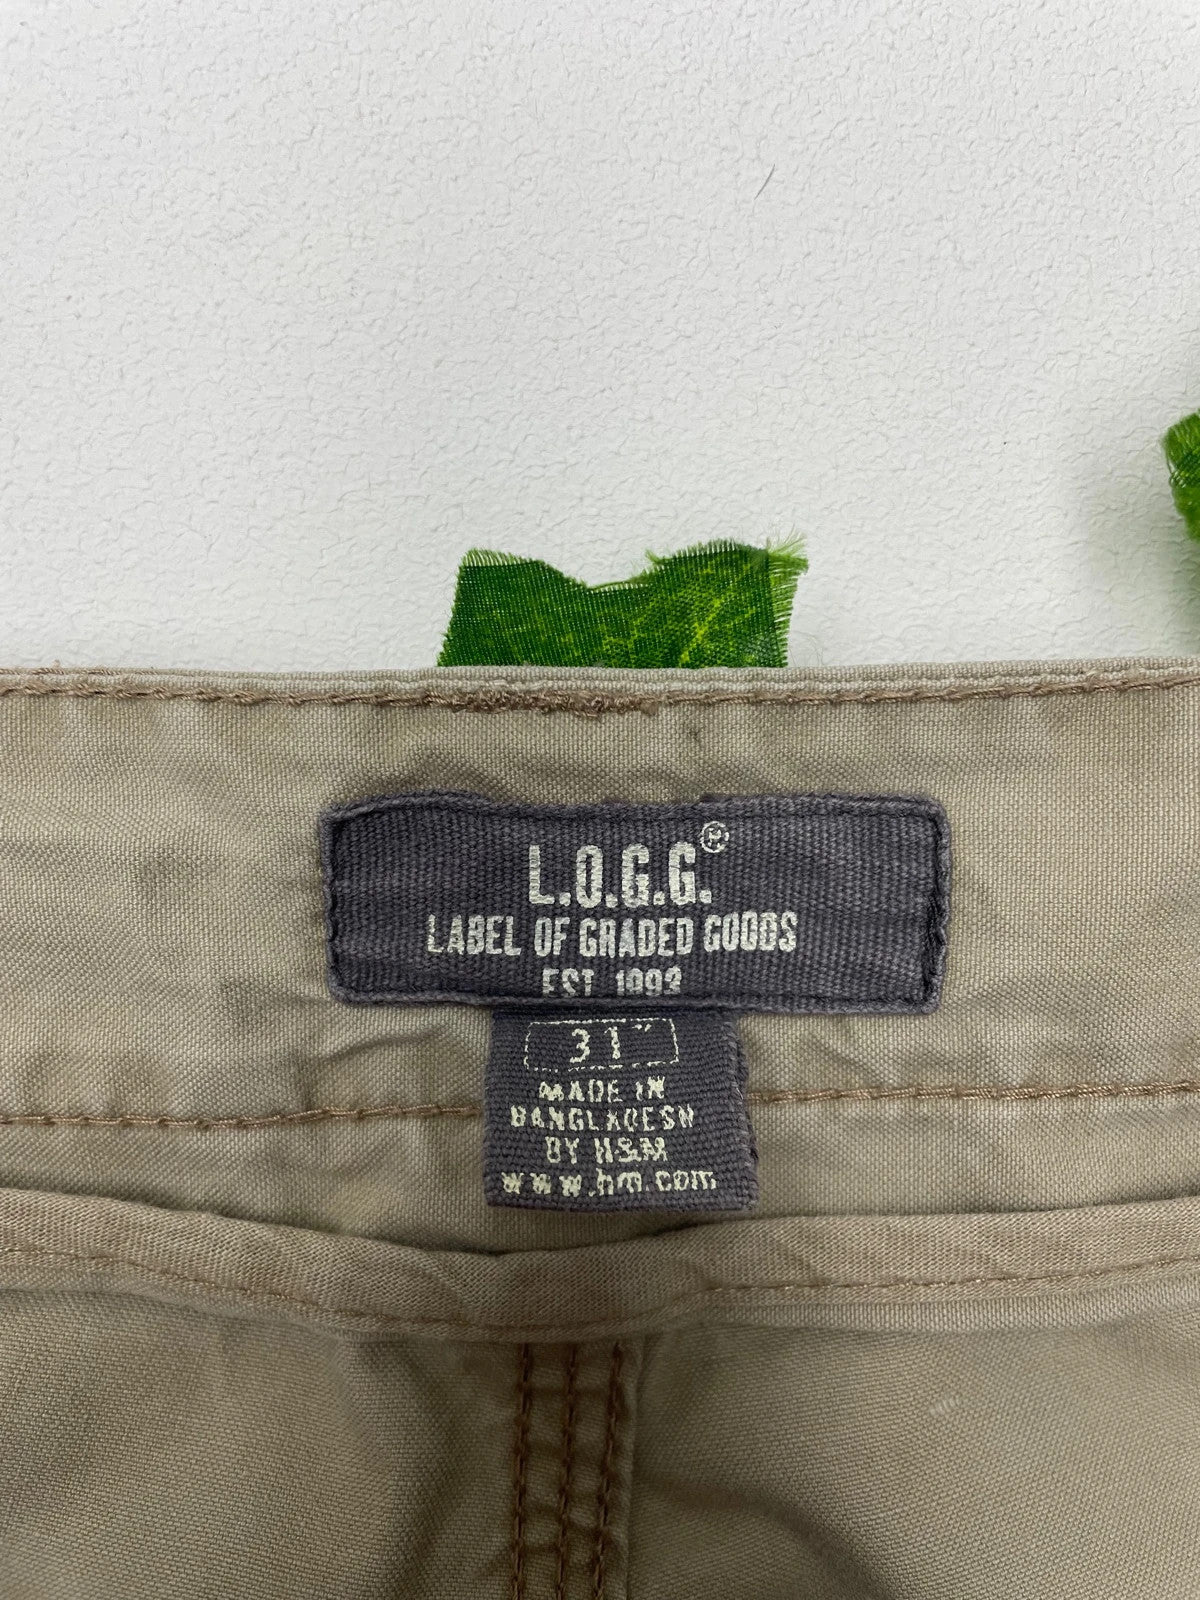 L.O.G.G.®
LABEL OF GRADED GOODS
EST. 1993
31"
MADE IN
BANGLADESH
BY H&M
www.hm.com